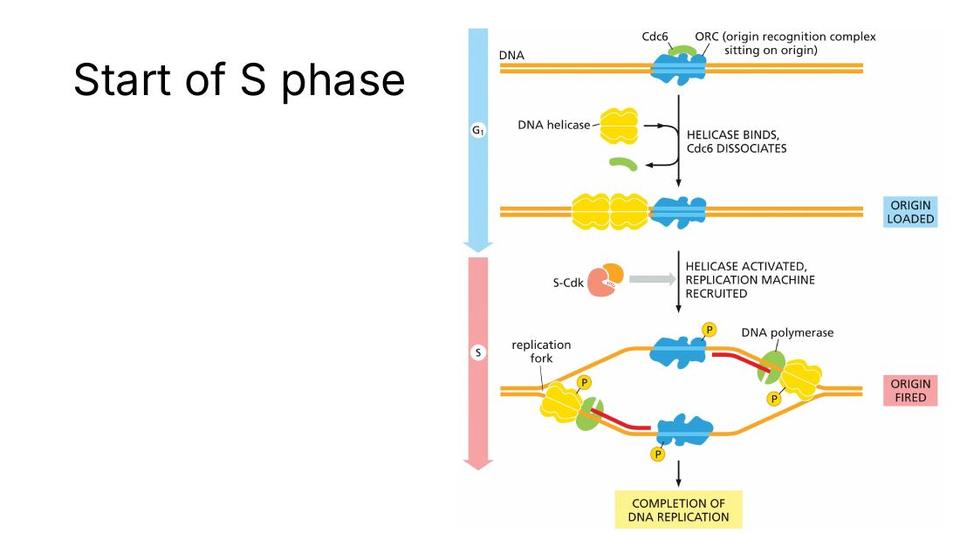 Start of S phase
Cdc6
ORC (origin recognition complex
sitting on origin)
DNA
G1
DNA helicase
HELICASE BINDS,
Cdc6 DISSOCIATES
ORIGIN
LOADED
S-Cdk
HELICASE ACTIVATED,
REPLICATION MACHINE
RECRUITED
S
replication
fork
P
DNA polymerase
P
P
ORIGIN
FIRED
P
COMPLETION OF
DNA REPLICATION